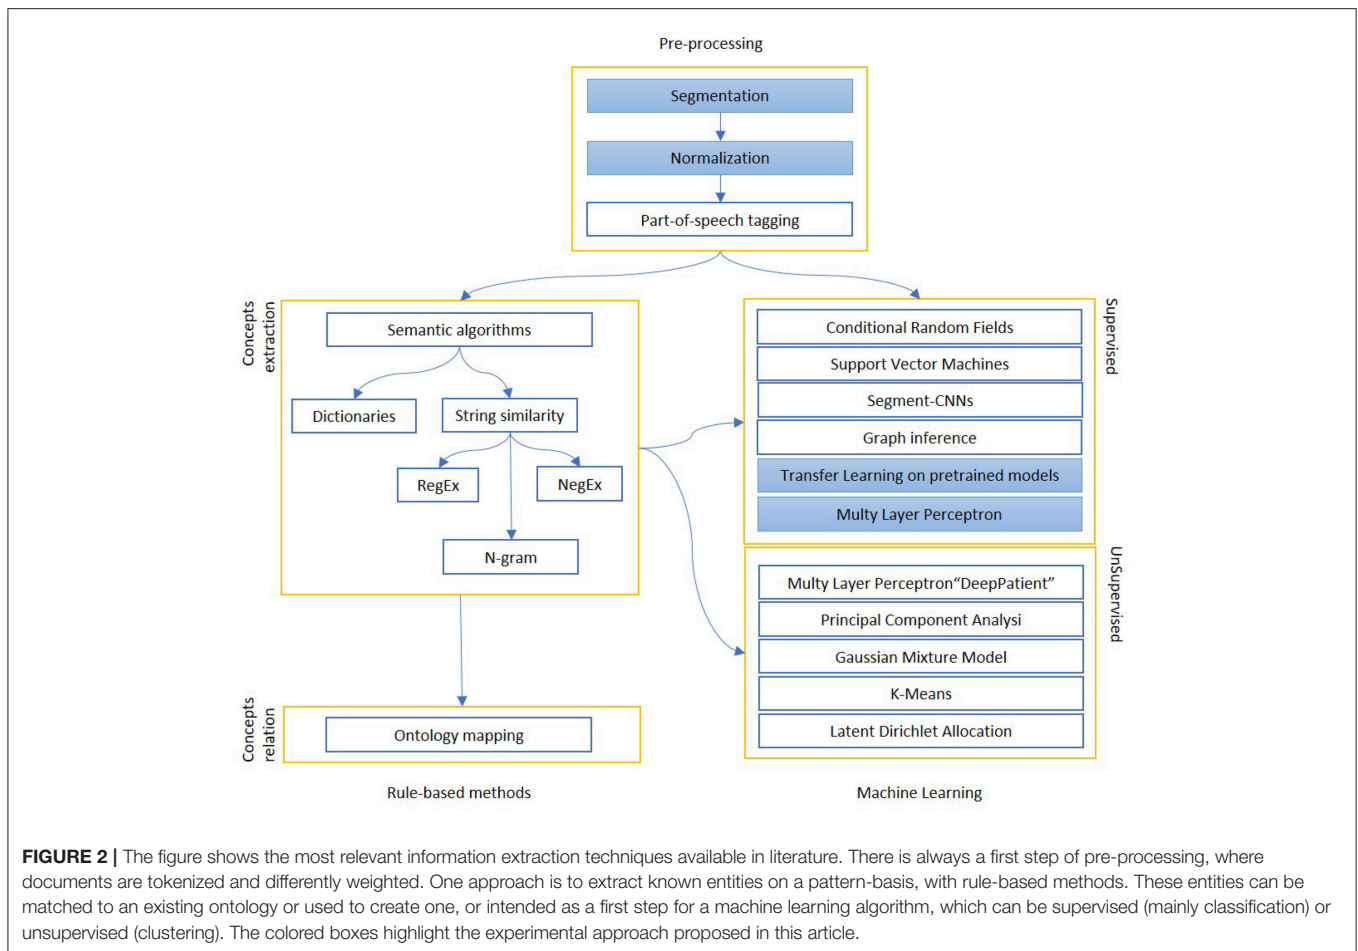 Pre-processing
Segmentation
Normalization
Part-of-speech tagging
Concepts
extraction
Semantic algorithms
Dictionaries
String similarity
RegEx
NegEx
N-gram
Supervised
Conditional Random Fields
Support Vector Machines
Segment-CNNs
Graph inference
Transfer Learning on pretrained models
Multy Layer Perceptron
UnSupervised
Multy Layer Perceptron“DeepPatient”
Principal Component Analysi
Gaussian Mixture Model
K-Means
Latent Dirichlet Allocation
Concepts
relation
Ontology mapping
Rule-based methods
Machine Learning
FIGURE 2 | The figure shows the most relevant information extraction techniques available in literature. There is always a first step of pre-processing, where
documents are tokenized and differently weighted. One approach is to extract known entities on a pattern-basis, with rule-based methods. These entities can be
matched to an existing ontology or used to create one, or intended as a first step for a machine learning algorithm, which can be supervised (mainly classification) or
unsupervised (clustering). The colored boxes highlight the experimental approach proposed in this article.